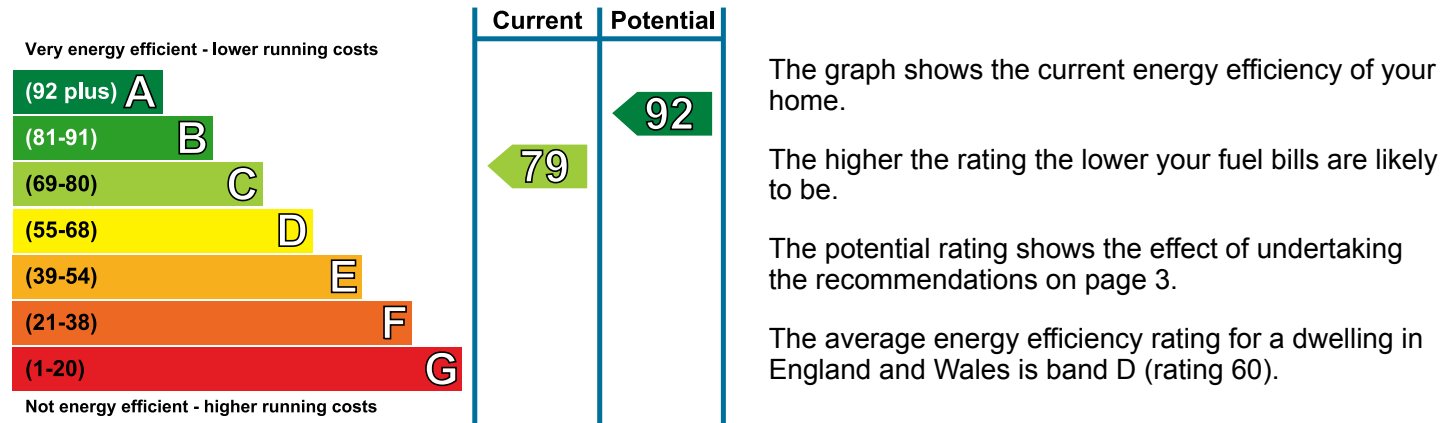 Current Potential
Very energy efficient - lower running costs
(92 plus) A
(81-91) B
(69-80) C
(55-68) D
(39-54) E
(21-38) F
(1-20) G
Not energy efficient - higher running costs
79
92
The graph shows the current energy efficiency of your
home.
The higher the rating the lower your fuel bills are likely
to be.
The potential rating shows the effect of undertaking
the recommendations on page 3.
The average energy efficiency rating for a dwelling in
England and Wales is band D (rating 60).